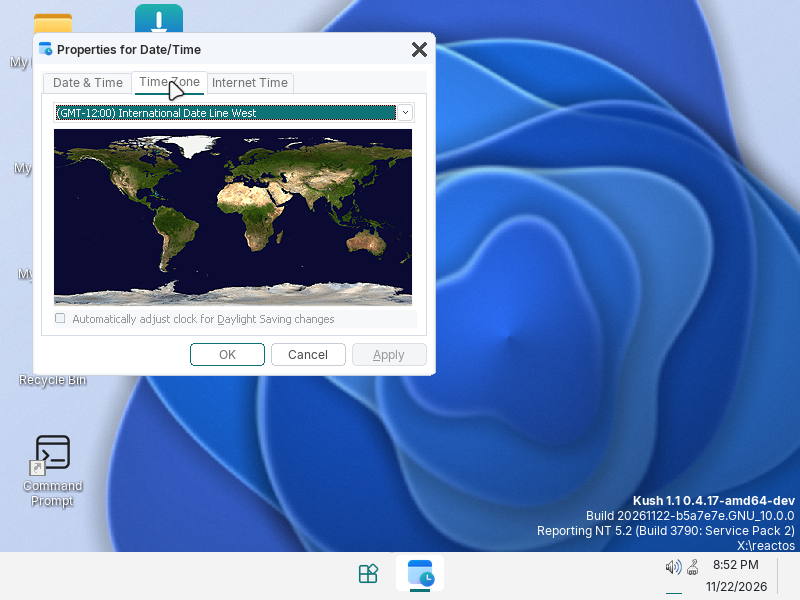 Properties for Date/Time
Date & Time
Time Zone
Internet Time
(GMT-12:00) International Date Line West
Automatically adjust clock for Daylight Saving changes
OK
Cancel
Apply
My
My
My
Recycle Bin
Command
Prompt
Kush 1.1 0.4.17-amd64-dev
Build 20261122-b5a7e7e.GNU_10.0.0
Reporting NT 5.2 (Build 3790: Service Pack 2)
X:\reactos
8:52 PM
11/22/2026